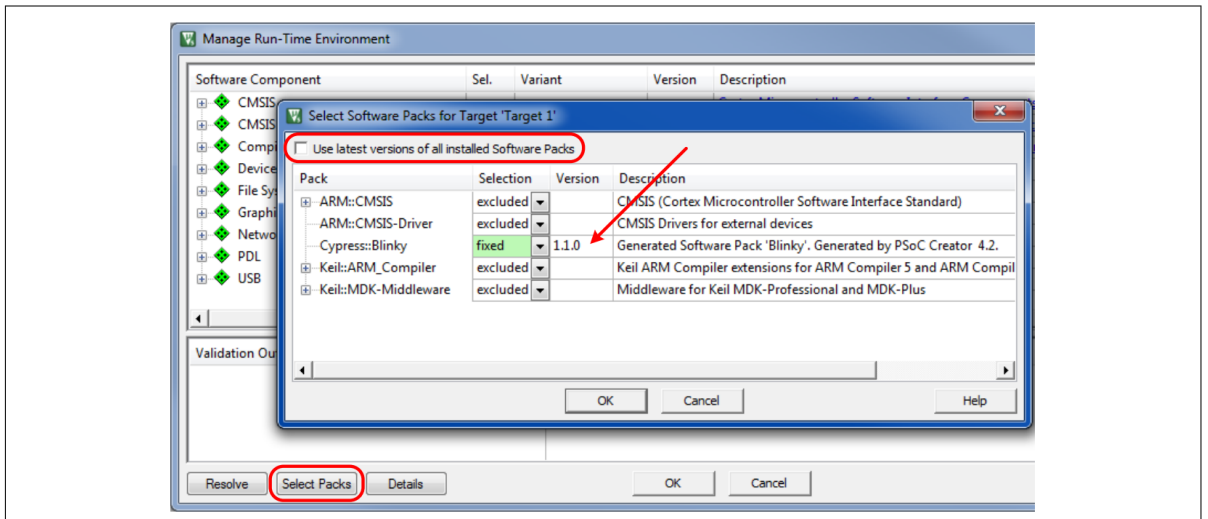 Manage Run-Time Environment
Software Component Sel. Variant Version Description
CMSIS
CMSIS
Compi
Device
File Sy
Graphi
Netwo
PDL
USB
Select Software Packs for Target 'Target 1'
Use latest versions of all installed Software Packs
Pack Selection Version Description
ARM::CMSIS excluded CMSIS (Cortex Microcontroller Software Interface Standard)
ARM::CMSIS-Driver excluded CMSIS Drivers for external devices
Cypress::Blinky fixed 1.1.0 Generated Software Pack 'Blinky'. Generated by PSoC Creator 4.2.
Keil::ARM_Compiler excluded Keil ARM Compiler extensions for ARM Compiler 5 and ARM Compil
Keil::MDK-Middleware excluded Middleware for Keil MDK-Professional and MDK-Plus
OK Cancel Help
Validation Ou
Resolve Select Packs Details OK Cancel